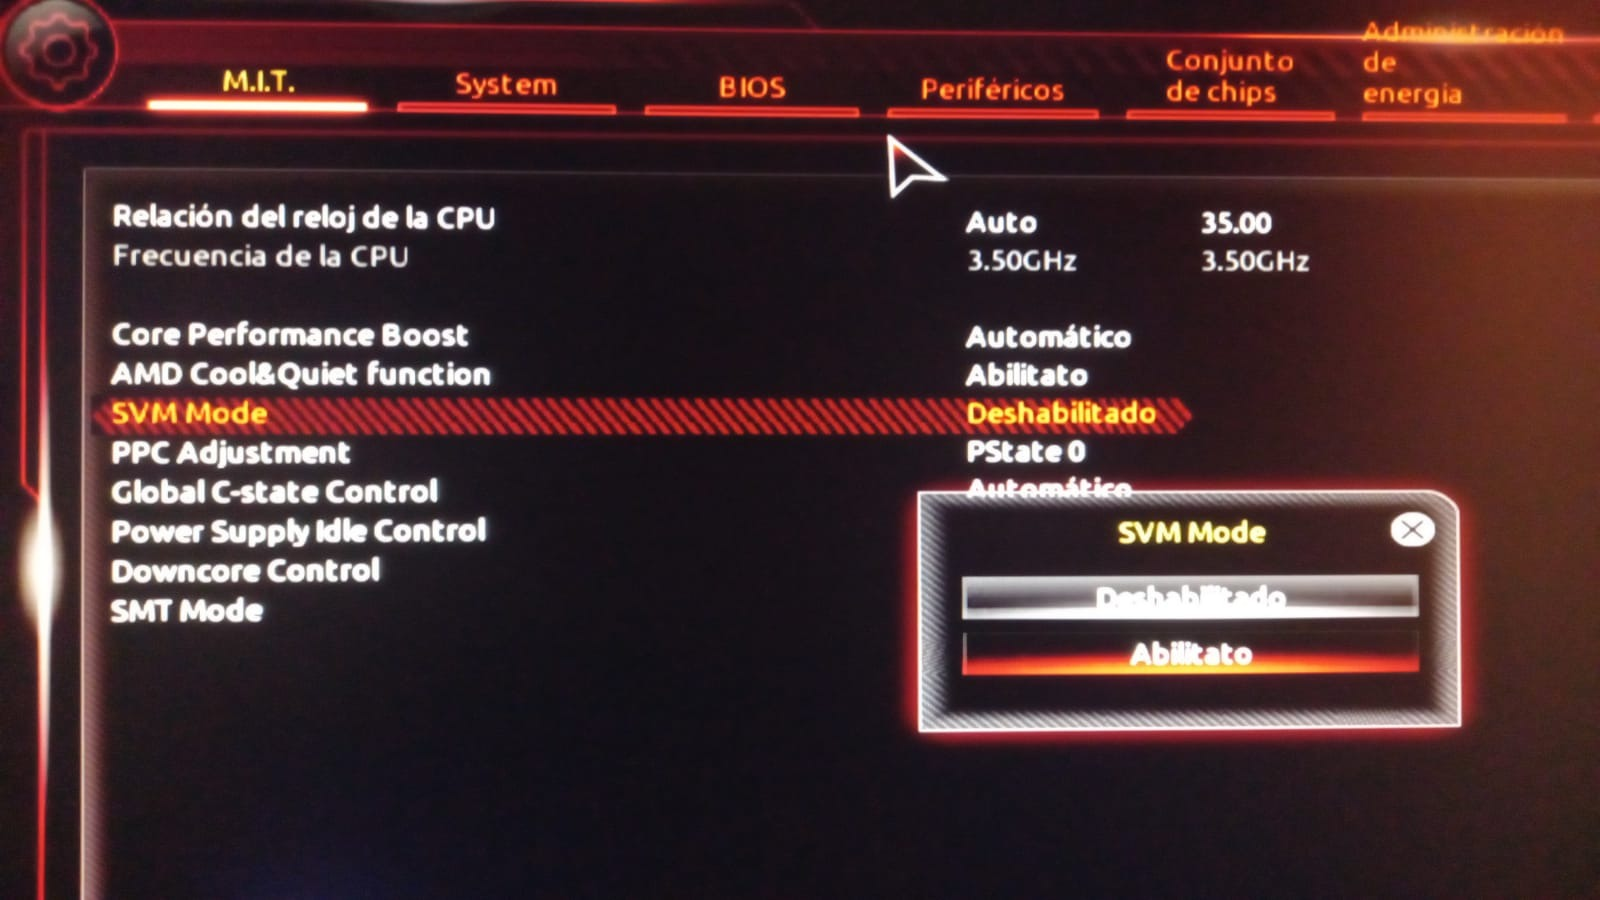 M.I.T.
System
BIOS
Periféricos
Conjunto
de chips
Administración
de
energia
Relación del reloj de la CPU Auto 35.00
Frecuencia de la CPU 3.50GHz 3.50GHz
Core Performance Boost Automático
AMD Cool&Quiet function Abilitato
SVM Mode Deshabilitado
PPC Adjustment PState 0
Global C-state Control Automático
Power Supply Idle Control
Downcore Control
SMT Mode
SVM Mode
Deshabilitado
Abilitato